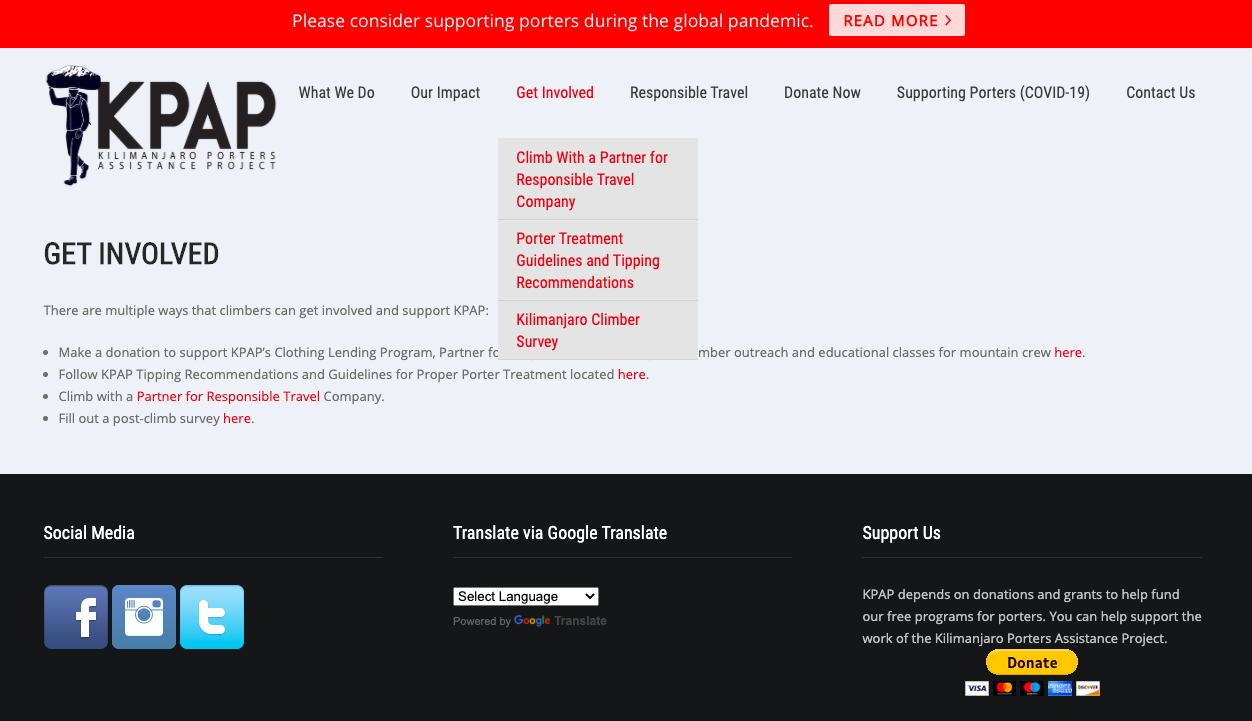 Please consider supporting porters during the global pandemic. READ MORE >
KPAP
KILIMANJARO PORTERS
ASSISTANCE PROJECT
What We Do Our Impact Get Involved Responsible Travel Donate Now Supporting Porters (COVID-19) Contact Us
Climb With a Partner for
Responsible Travel
Company
Porter Treatment
Guidelines and Tipping
Recommendations
Kilimanjaro Climber
Survey
GET INVOLVED
There are multiple ways that climbers can get involved and support KPAP:
Make a donation to support KPAP's Clothing Lending Program, Partner outreach and educational classes for mountain crew here.
Follow KPAP Tipping Recommendations and Guidelines for Proper Porter Treatment located here.
Climb with a Partner for Responsible Travel Company.
Fill out a post-climb survey here.
Social Media
Translate via Google Translate
Select Language
Powered by Google Translate
Support Us
KPAP depends on donations and grants to help fund
our free programs for porters. You can help support the
work of the Kilimanjaro Porters Assistance Project.
Donate
VISA DISCOVER